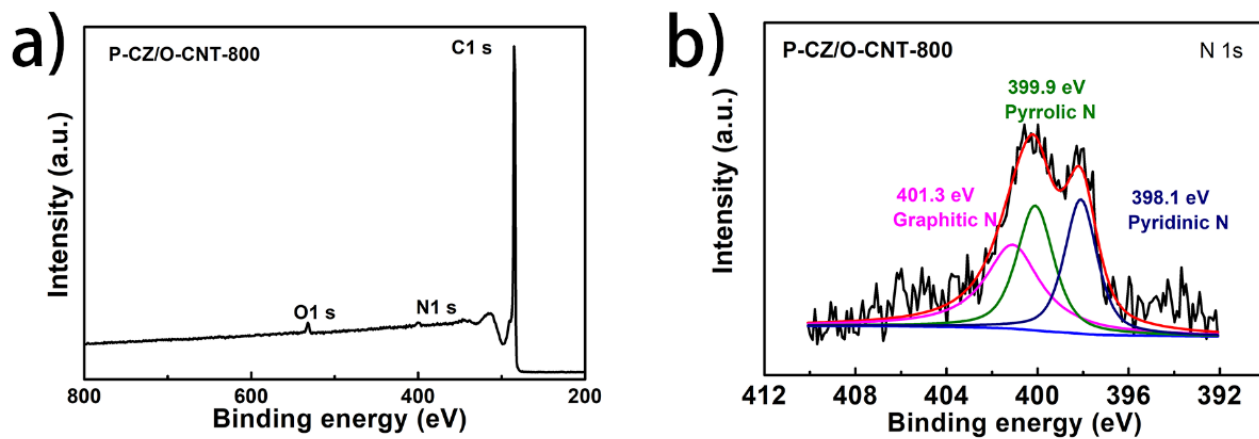 a)
P-CZ/O-CNT-800
C1 s
O1 s
N1 s
Intensity (a.u.)
800
600
400
200
Binding energy (eV)
b)
P-CZ/O-CNT-800
N 1s
399.9 eV
Pyrrolic N
401.3 eV
Graphitic N
398.1 eV
Pyridinic N
Intensity (a.u.)
412
408
404
400
396
392
Binding energy (eV)